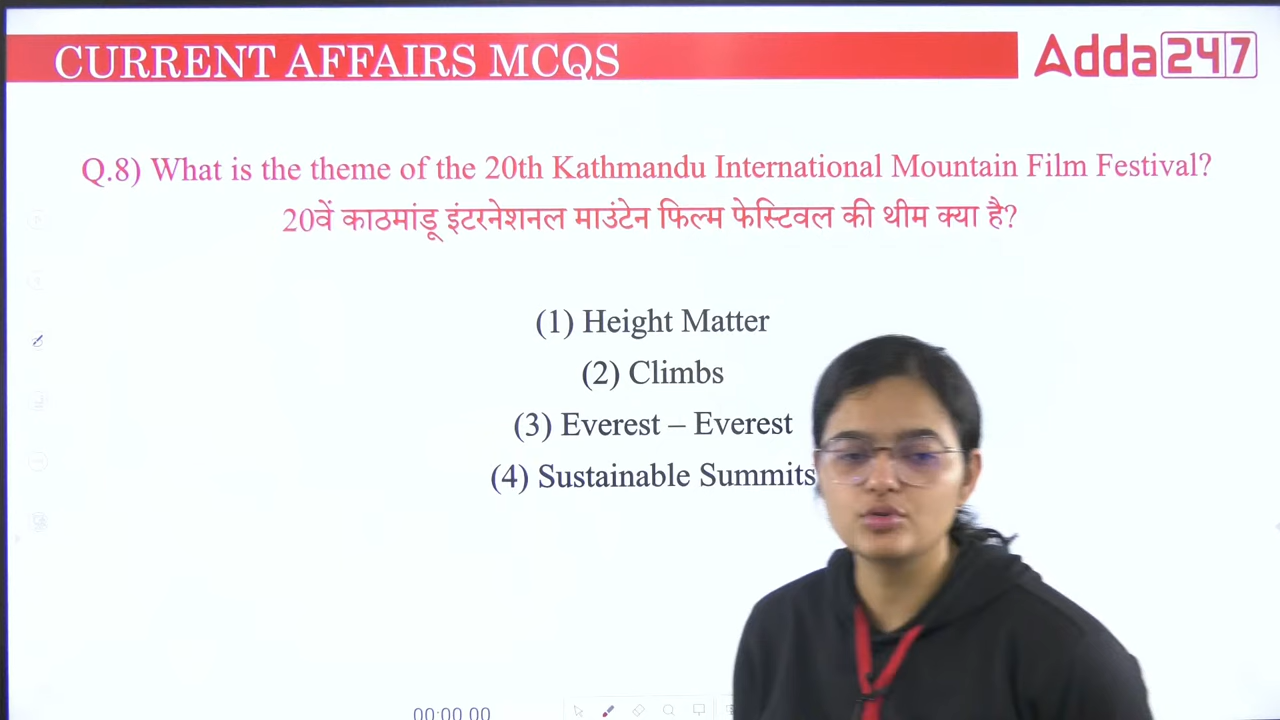 CURRENT AFFAIRS MCQS
Adda247
Q.8) What is the theme of the 20th Kathmandu International Mountain Film Festival?
20वें काठमांडू इंटरनेशनल माउंटेन फिल्म फेस्टिवल की थीम क्या है?
(1) Height Matter
(2) Climbs
(3) Everest – Everest
(4) Sustainable Summits
00:00.00